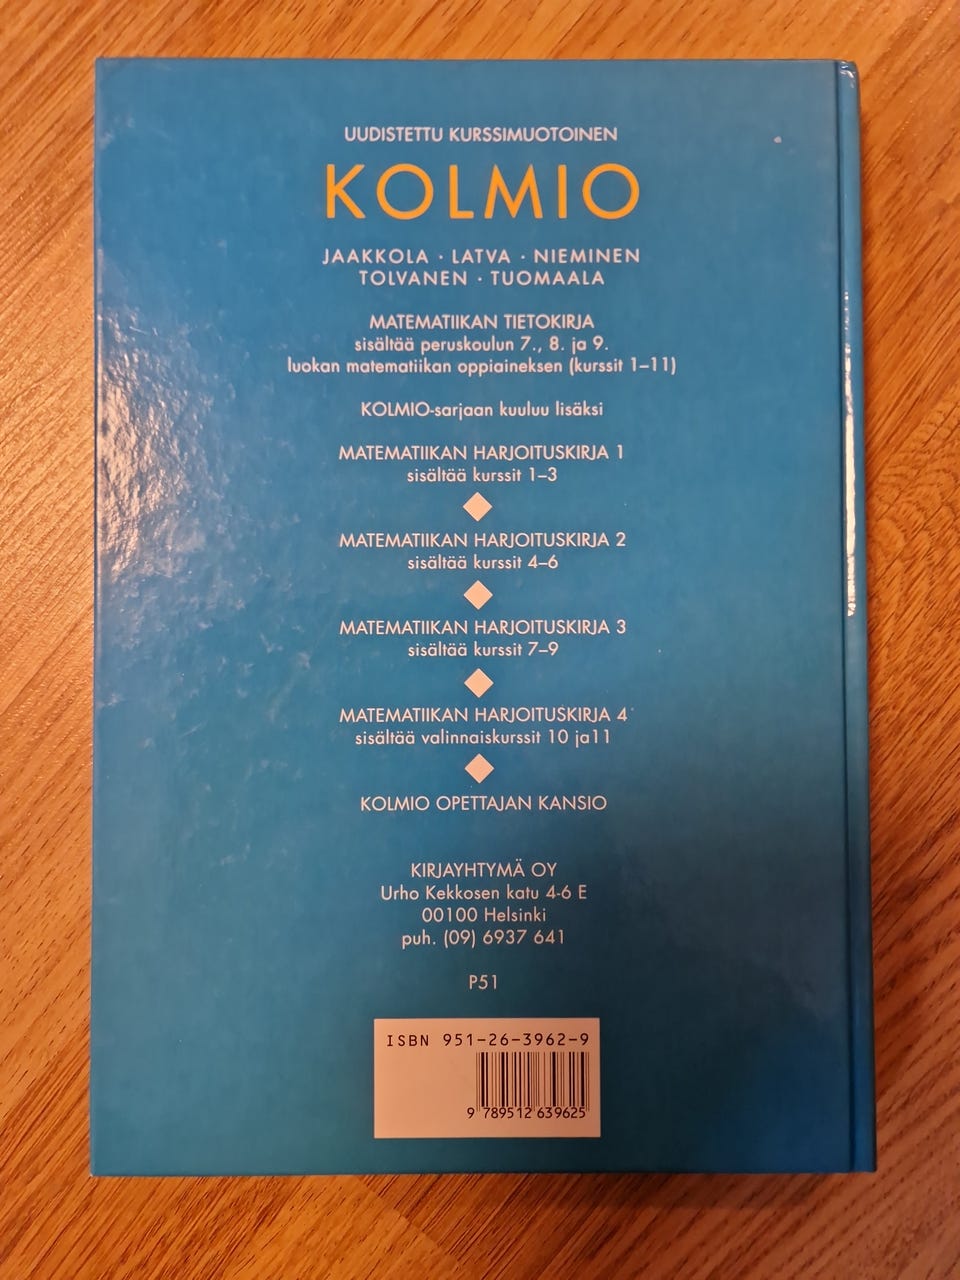 UUDISTETTU KURSSIMUOTOINEN
KOLMIO
JAAKKOLA · LATVA · NIEMINEN
TOLVANEN · TUOMAALA
MATEMATIIKAN TIETOKIRJA
sisältää peruskoulun 7., 8. ja 9.
luokan matematiikan oppiaineksen (kurssit 1–11)
KOLMIO-sarjaan kuuluu lisäksi
MATEMATIIKAN HARJOITUSKIRJA 1
sisältää kurssit 1–3
MATEMATIIKAN HARJOITUSKIRJA 2
sisältää kurssit 4–6
MATEMATIIKAN HARJOITUSKIRJA 3
sisältää kurssit 7–9
MATEMATIIKAN HARJOITUSKIRJA 4
sisältää valinnaiskurssit 10 ja11
KOLMIO OPETTAJAN KANSIO
KIRJAYHTYMÄ OY
Urho Kekkosen katu 4-6 E
00100 Helsinki
puh. (09) 6937 641
P51
ISBN 951-26-3962-9
9 789512 639625